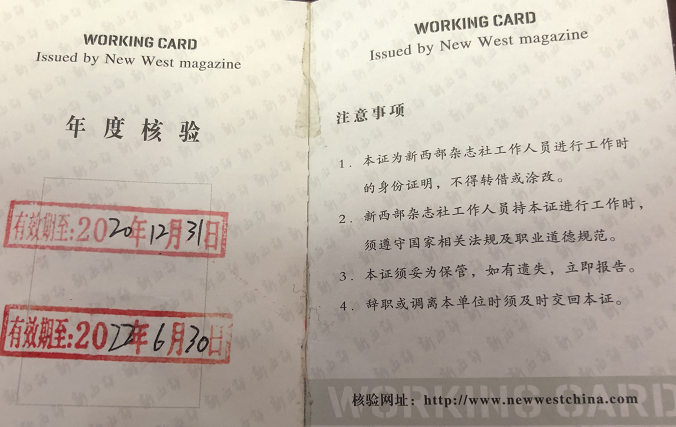 WORKING CARD
Issued by New West magazine
年度核验
有效期至:2020年12月31日
有效期至:2022年6月30日
WORKING CARD
Issued by New West magazine
注意事项
1. 本证为新西部杂志社工作人员进行工作时
的身份证明，不得转借或涂改。
2. 新西部杂志社工作人员持本证进行工作时，
须遵守国家相关法规及职业道德规范。
3. 本证须妥为保管，如有遗失，立即报告。
4. 辞职或调离本单位时须及时交回本证。
WORKING CARD
核验网址：http://www.newwestchina.com